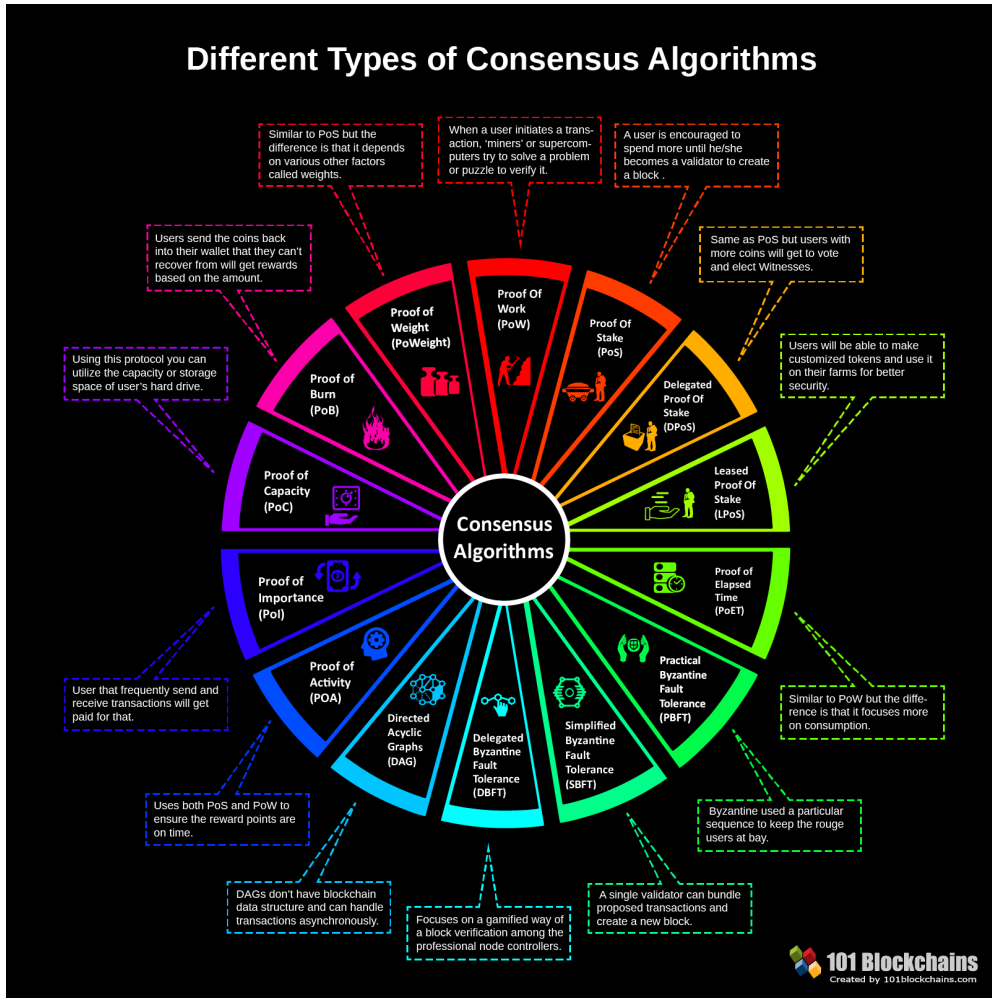 Different Types of Consensus Algorithms
Similar to PoS but the
difference is that it depends
on various other factors
called weights.
When a user initiates a trans-
action, ‘miners’ or supercom-
puters try to solve a problem
or puzzle to verify it.
A user is encouraged to
spend more until he/she
becomes a validator to create
a block .
Users send the coins back
into their wallet that they can’t
recover from will get rewards
based on the amount.
Same as PoS but users with
more coins will get to vote
and elect Witnesses.
Using this protocol you can
utilize the capacity or storage
space of user’s hard drive.
Users will be able to make
customized tokens and use it
on their farms for better
security.
Proof of
Weight
(PoWeight)
Proof Of
Work
(PoW)
Proof Of
Stake
(PoS)
Delegated
Proof Of
Stake
(DPoS)
Leased
Proof Of
Stake
(LPoS)
Proof of
Elapsed
Time
(PoET)
Practical
Byzantine
Fault
Tolerance
(PBFT)
Simplified
Byzantine
Fault
Tolerance
(SBFT)
Delegated
Byzantine
Fault
Tolerance
(DBFT)
Directed
Acyclic
Graphs
(DAG)
Proof of
Activity
(POA)
Proof of
Importance
(PoI)
Proof of
Capacity
(PoC)
Proof of
Burn
(PoB)
Consensus
Algorithms
User that frequently send and
receive transactions will get
paid for that.
Similar to PoW but the diffe-
rence is that it focuses more
on consumption.
Uses both PoS and PoW to
ensure the reward points are
on time.
Byzantine used a particular
sequence to keep the rouge
users at bay.
DAGs don’t have blockchain
data structure and can handle
transactions asynchronously.
Focuses on a gamified way of
a block verification among the
professional node controllers.
A single validator can bundle
proposed transactions and
create a new block.
101 Blockchains
Created by 101blockchains.com